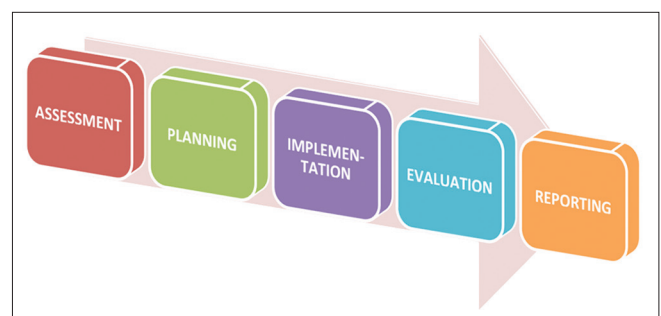 ASSESSMENT
PLANNING
IMPLEMEN-
TATION
EVALUATION
REPORTING